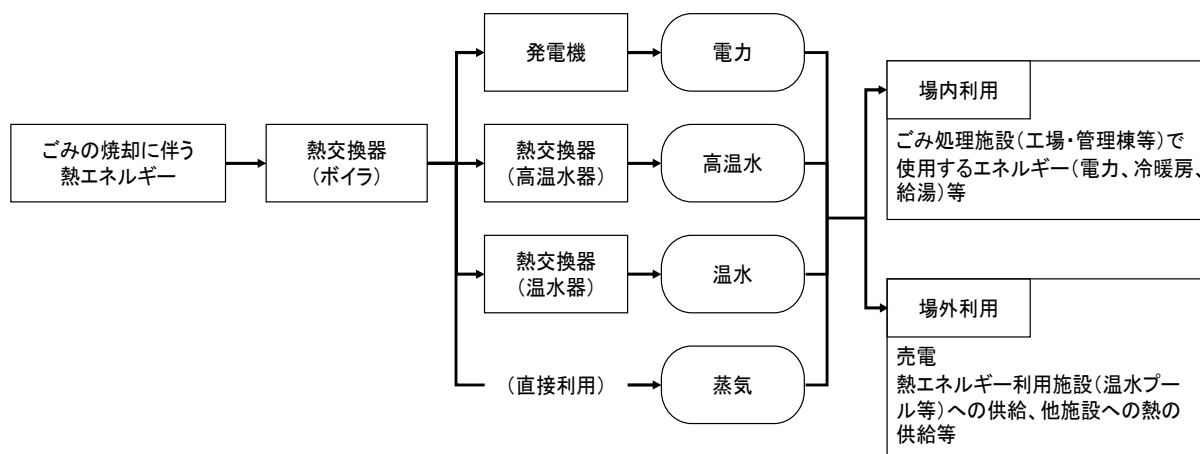 ごみの焼却に伴う
熱エネルギー
熱交換器
(ボイラ)
発電機
電力
熱交換器
(高温水器)
高温水
熱交換器
(温水器)
温水
(直接利用)
蒸気
場内利用
ごみ処理施設(工場・管理棟等)で
使用するエネルギー(電力、冷暖房、
給湯)等
場外利用
売電
熱エネルギー利用施設(温水プー
ル等)への供給、他施設への熱の
供給等